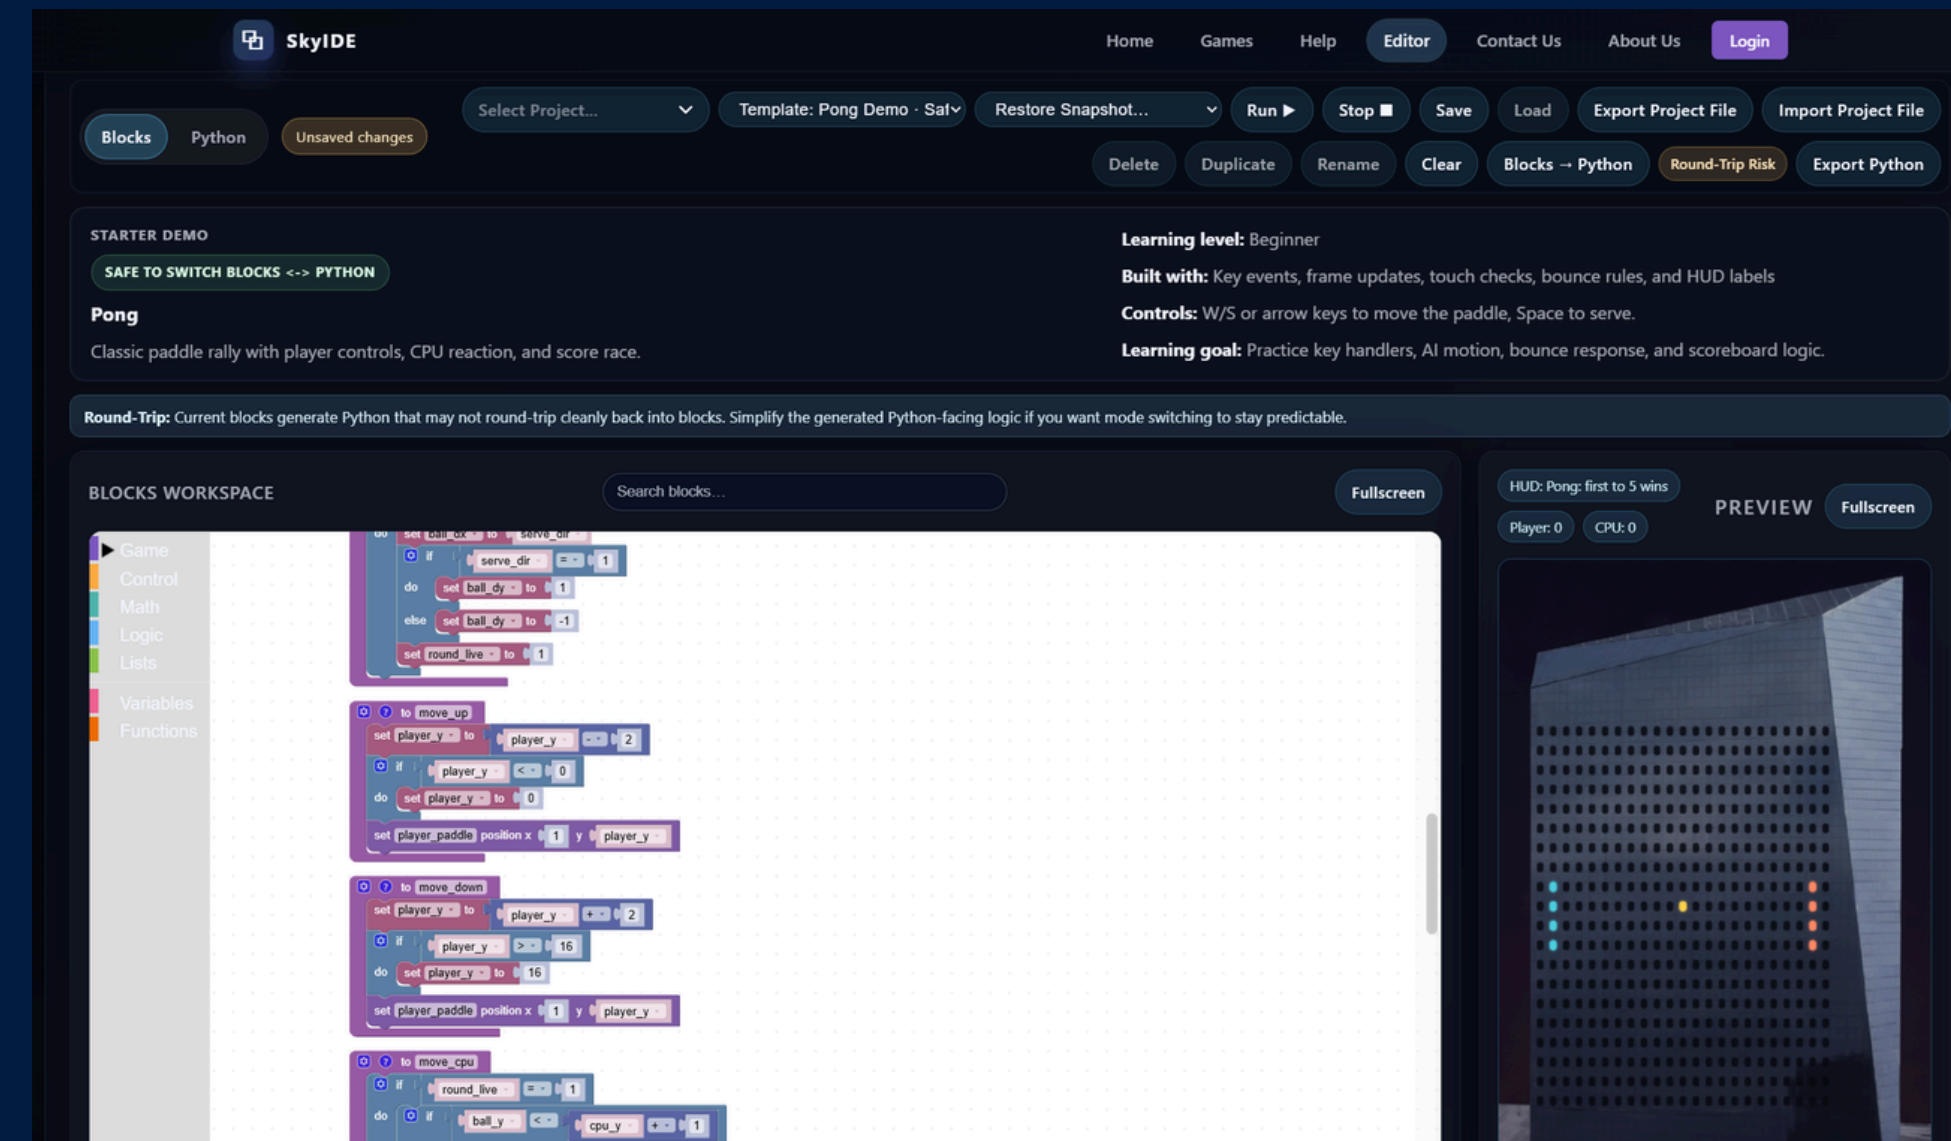 SkyIDE
Home Games Help Editor Contact Us About Us Login
Blocks Python Unsaved changes
Select Project... Template: Pong Demo · Saf Restore Snapshot... Run ▶ Stop ■ Save Load Export Project File Import Project File
Delete Duplicate Rename Clear Blocks → Python Round-Trip Risk Export Python
STARTER DEMO
SAFE TO SWITCH BLOCKS <-> PYTHON
Pong
Classic paddle rally with player controls, CPU reaction, and score race.
Learning level: Beginner
Built with: Key events, frame updates, touch checks, bounce rules, and HUD labels
Controls: W/S or arrow keys to move the paddle, Space to serve.
Learning goal: Practice key handlers, AI motion, bounce response, and scoreboard logic.
Round-Trip: Current blocks generate Python that may not round-trip cleanly back into blocks. Simplify the generated Python-facing logic if you want mode switching to stay predictable.
BLOCKS WORKSPACE
Search blocks...
Fullscreen
Game
Control
Math
Logic
Lists
Variables
Functions
do set ball_dx to serve_dir
if serve_dir = 1
do set ball_dy to 1
else set ball_dy to -1
set round_live to 1
to move_up
set player_y to player_y - 2
if player_y < 0
do set player_y to 0
set player_paddle position x 1 y player_y
to move_down
set player_y to player_y + 2
if player_y > 16
do set player_y to 16
set player_paddle position x 1 y player_y
to move_cpu
if round_live = 1
do if ball_y < cpu_y + 1
HUD: Pong: first to 5 wins
Player: 0 CPU: 0
PREVIEW
Fullscreen